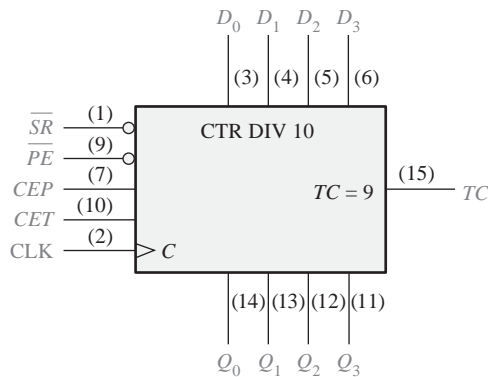 D0 D1 D2 D3
(3) (4) (5) (6)
SR (1)
CTR DIV 10
PE (9)
CEP (7)
TC = 9
(15) TC
CET (10)
CLK (2)
C
(14) (13) (12) (11)
Q0 Q1 Q2 Q3